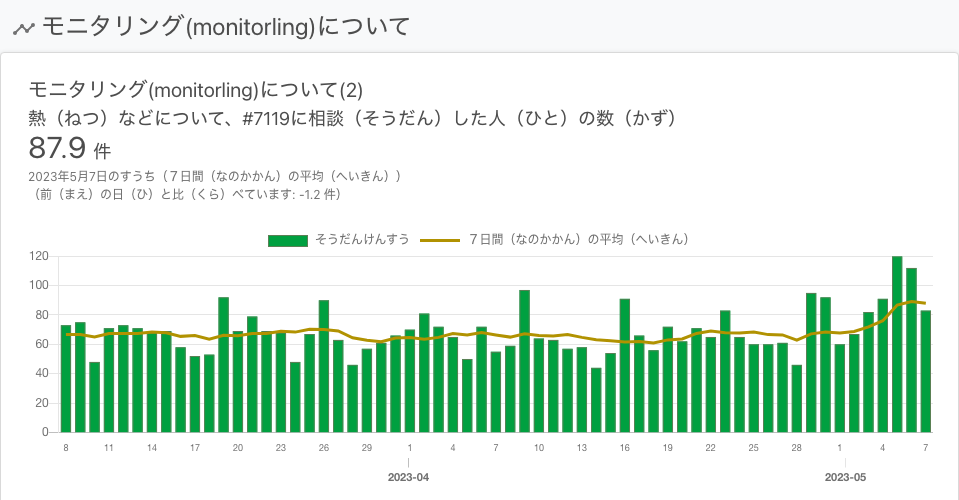 モニタリング(monitorling)について
モニタリング(monitorling)について(2)
熱（ねつ）などについて、#7119に相談（そうだん）した人（ひと）の数（かず）
87.9 件
2023年5月7日のすうち（７日間（なのかかん）の平均（へいきん））
（前（まえ）の日（ひ）と比（くら）べています: -1.2 件）
そうだんけんすう ７日間（なのかかん）の平均（へいきん）
120
100
80
60
40
20
0
8 11 14 17 20 23 26 29 1 4 7 10 13 16 19 22 25 28 1 4 7
2023-04 2023-05